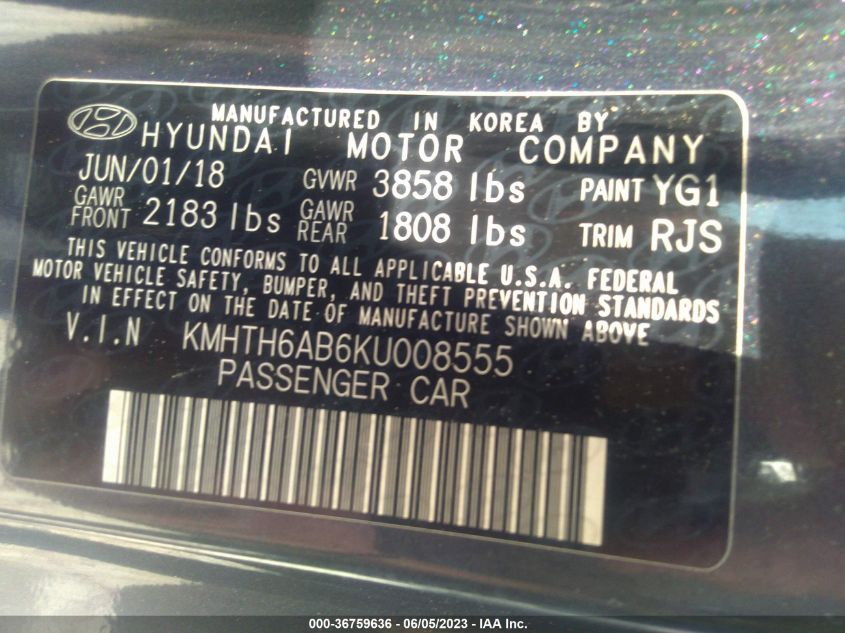 MANUFACTURED IN KOREA BY
HYUNDAI MOTOR COMPANY
JUN/01/18 GVWR 3858 lbs PAINT YG1
GAWR FRONT 2183 lbs GAWR REAR 1808 lbs TRIM RJS
THIS VEHICLE CONFORMS TO ALL APPLICABLE U.S.A. FEDERAL
MOTOR VEHICLE SAFETY, BUMPER, AND THEFT PREVENTION STANDARDS
IN EFFECT ON THE DATE OF MANUFACTURE SHOWN ABOVE
V.I.N KMHTH6AB6KU008555
PASSENGER CAR
000-36759636 - 06/05/2023 - IAA Inc.